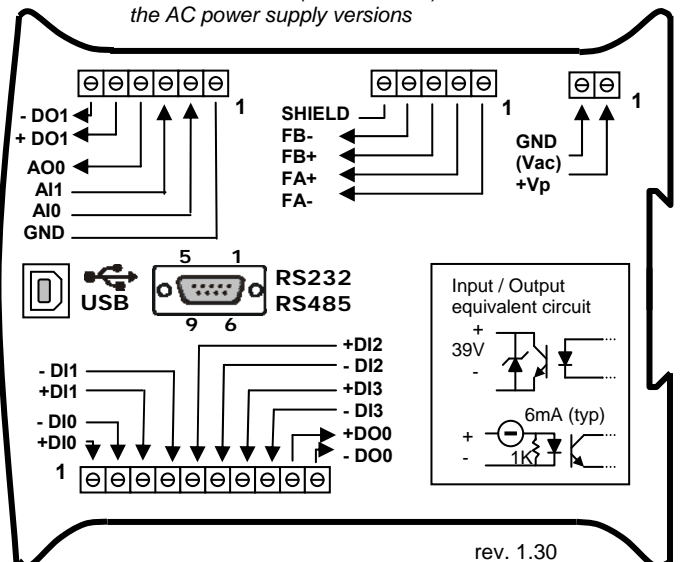 the AC power supply versions
1
1
1
- DO1
+ DO1
AO0
AI1
AI0
GND
SHIELD
FB-
FB+
FA+
FA-
GND
(Vac)
+Vp
USB
5 1
9 6
RS232
RS485
Input / Output
equivalent circuit
+
39V
-
6mA (typ)
+
-
1K
+DI2
- DI2
+DI3
- DI3
+DO0
- DO0
- DI1
+DI1
- DI0
+DI0
1
rev. 1.30